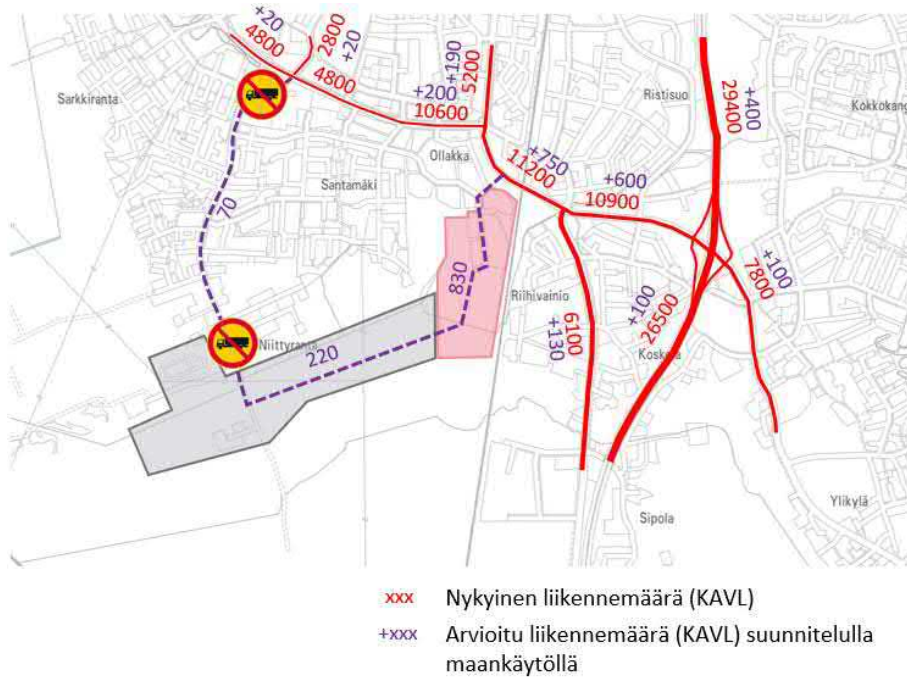 +20
4800
2800
+20
4800
+200
10600
+190
5200
Sarkkiranta
Ristisuo
+400
29400
Kokkokang
Ollakka
+750
11200
+600
10900
Santamäki
70
830
Riihivainio
6100
+130
+100
26500
+100
7800
Koskela
Niittyranta
220
Sipola
Ylikylä
xxx Nykyinen liikennemäärä (KAVL)
+xxx Arvioitu liikennemäärä (KAVL) suunnitelulla
maankäytöllä